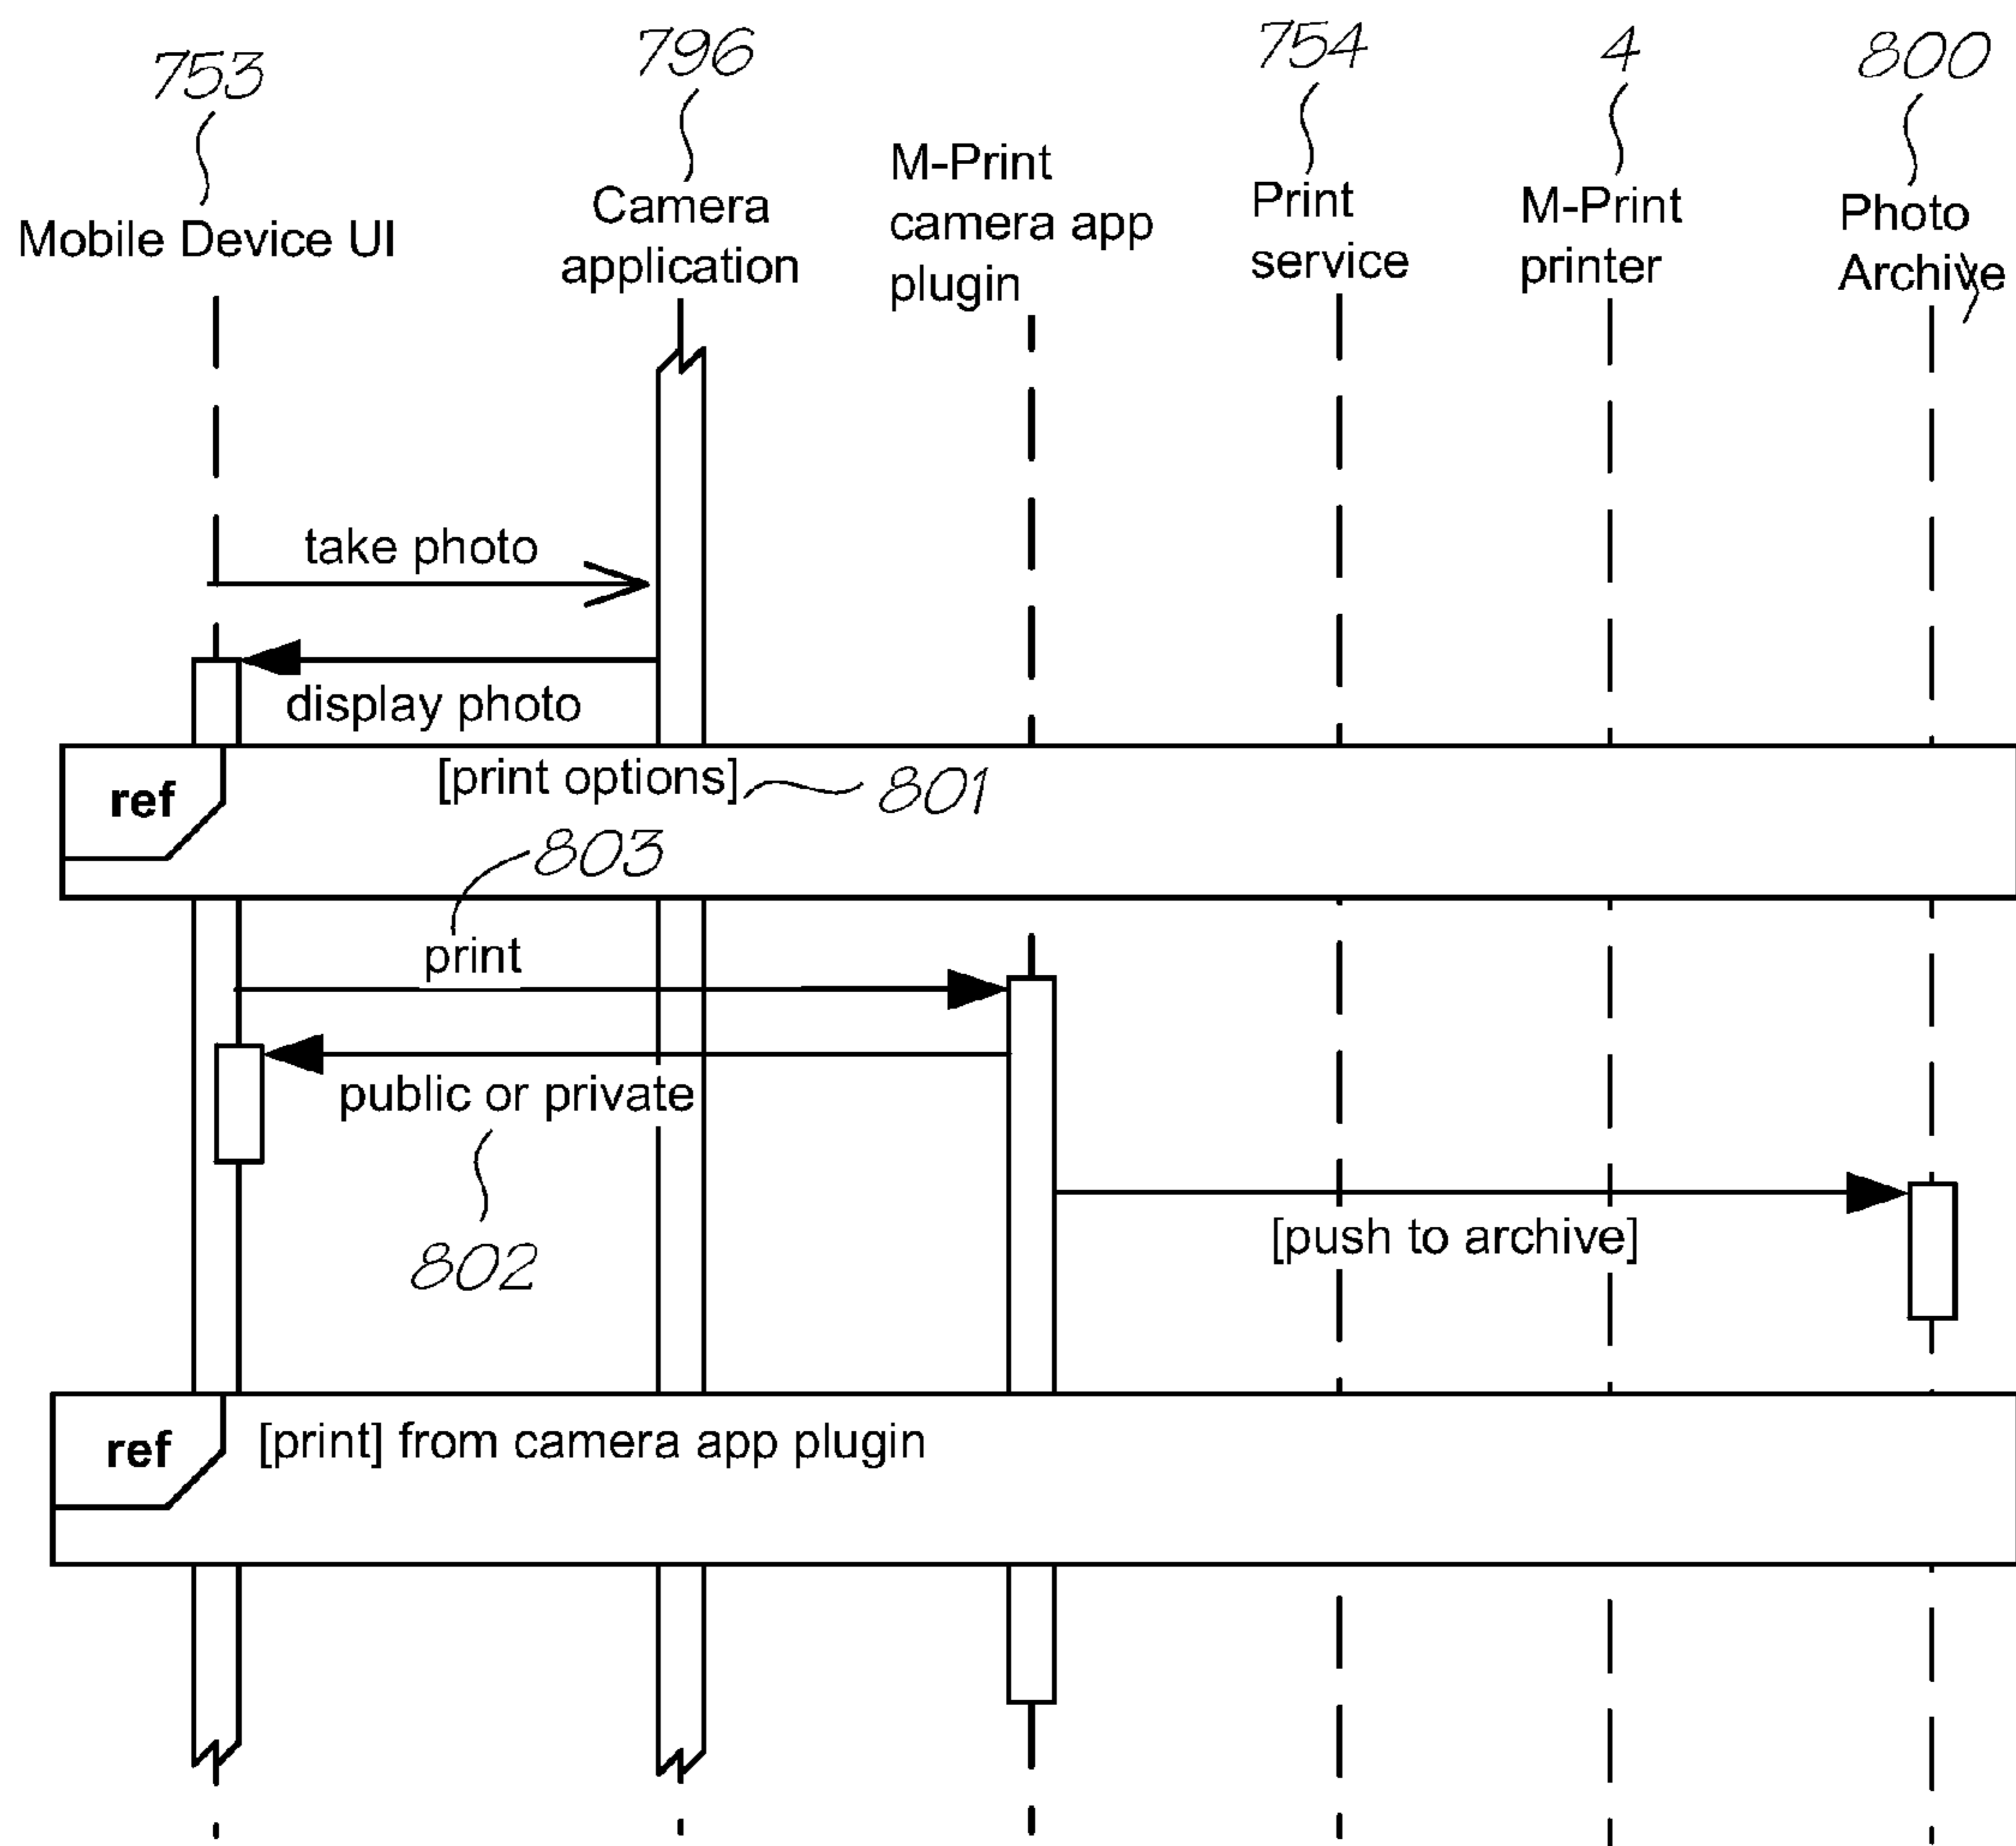 753
796
754
4
800
Mobile Device UI
Camera
application
M-Print
camera app
plugin
Print
service
M-Print
printer
Photo
Archive
take photo
display photo
ref
[print options]
801
803
print
public or private
802
[push to archive]
ref
[print] from camera app plugin